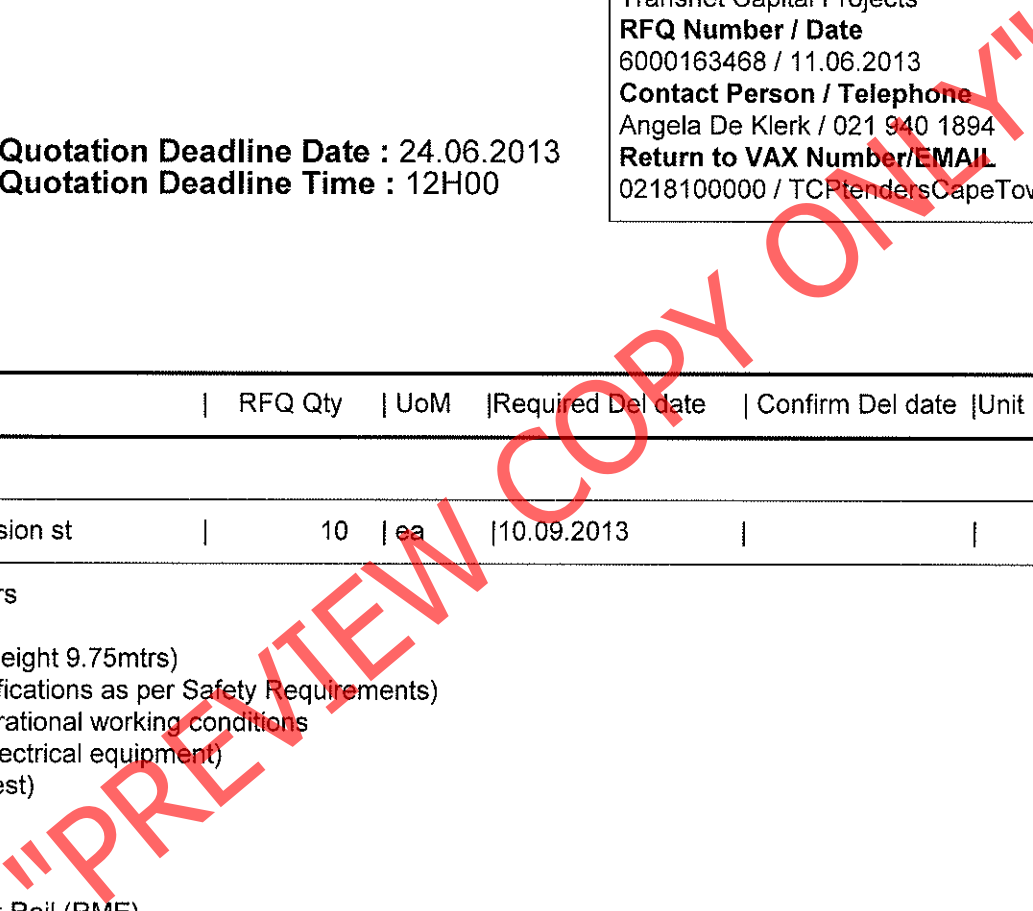 Transnet Capital Projects
RFQ Number / Date
6000163468 / 11.06.2013
Contact Person / Telephone
Angela De Klerk / 021 940 1894
Return to VAX Number/EMAIL
0218100000 / TCPtendersCapeTov
Quotation Deadline Date : 24.06.2013
Quotation Deadline Time : 12H00
| RFQ Qty | UoM |Required Del date | Confirm Del date |Unit
sion st | 10 | ea |10.09.2013 | |
rs
eight 9.75mtrs)
fications as per Safety Requirements)
rational working conditions
ectrical equipment)
est)
Rail (RME)
"PREVIEW COPY ONLY"